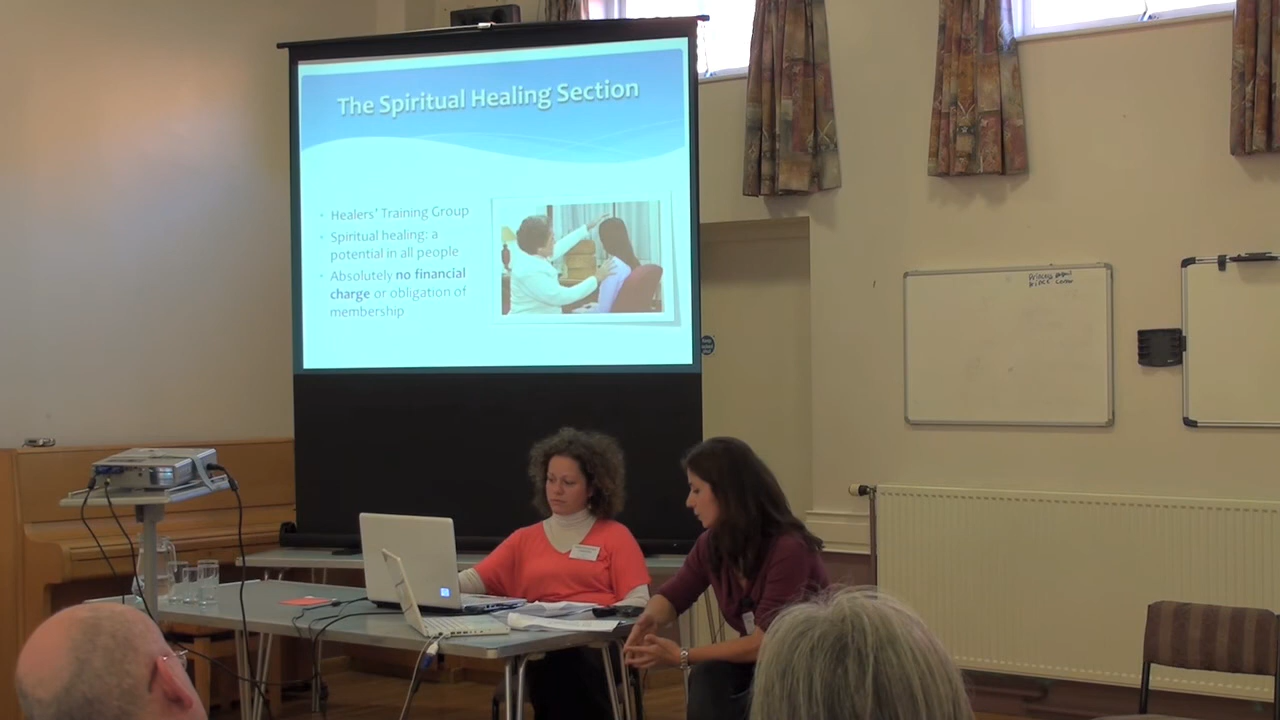 The Spiritual Healing Section
Healers' Training Group
Spiritual healing: a
potential in all people
Absolutely no financial
charge or obligation of
membership